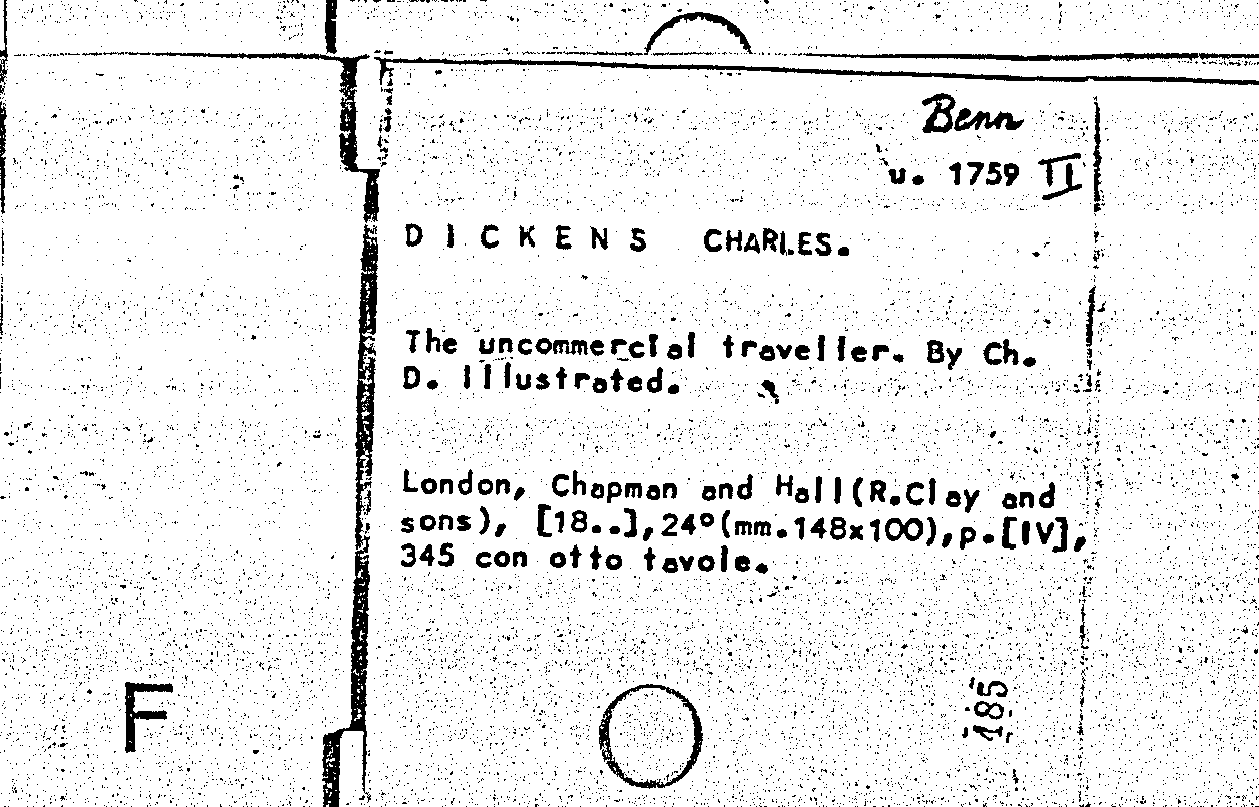 Benn
u. 1759 II
DICKENS CHARLES.
The uncommercial traveller. By Ch.
D. Illustrated.
London, Chapman and Hall(R.Clay and
sons), [18..],24°(mm.148x100),p.[IV],
345 con otto tavole.
F
185